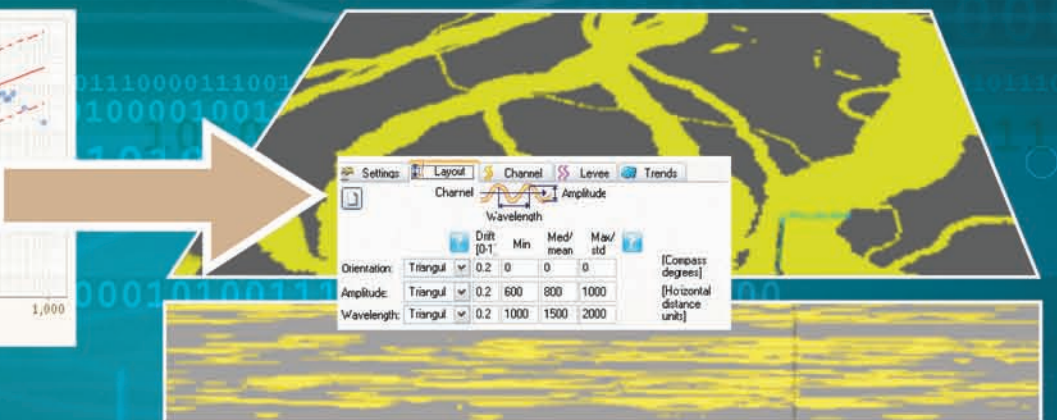 Settings Layout Channel Levee Trends
Channel Amplitude
Wavelength
Drift [0-1] Min Med/mean Max/std
Orientation: Triangul 0.2 0 0 0 [Compass degrees]
Amplitude: Triangul 0.2 600 800 1000 [Horizontal distance units]
Wavelength: Triangul 0.2 1000 1500 2000
1,000